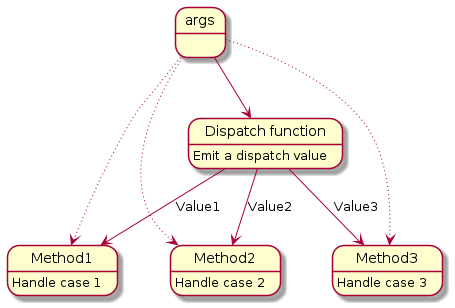 args
Dispatch function
Emit a dispatch value
Value1
Value2
Value3
Method1
Handle case 1
Method2
Handle case 2
Method3
Handle case 3